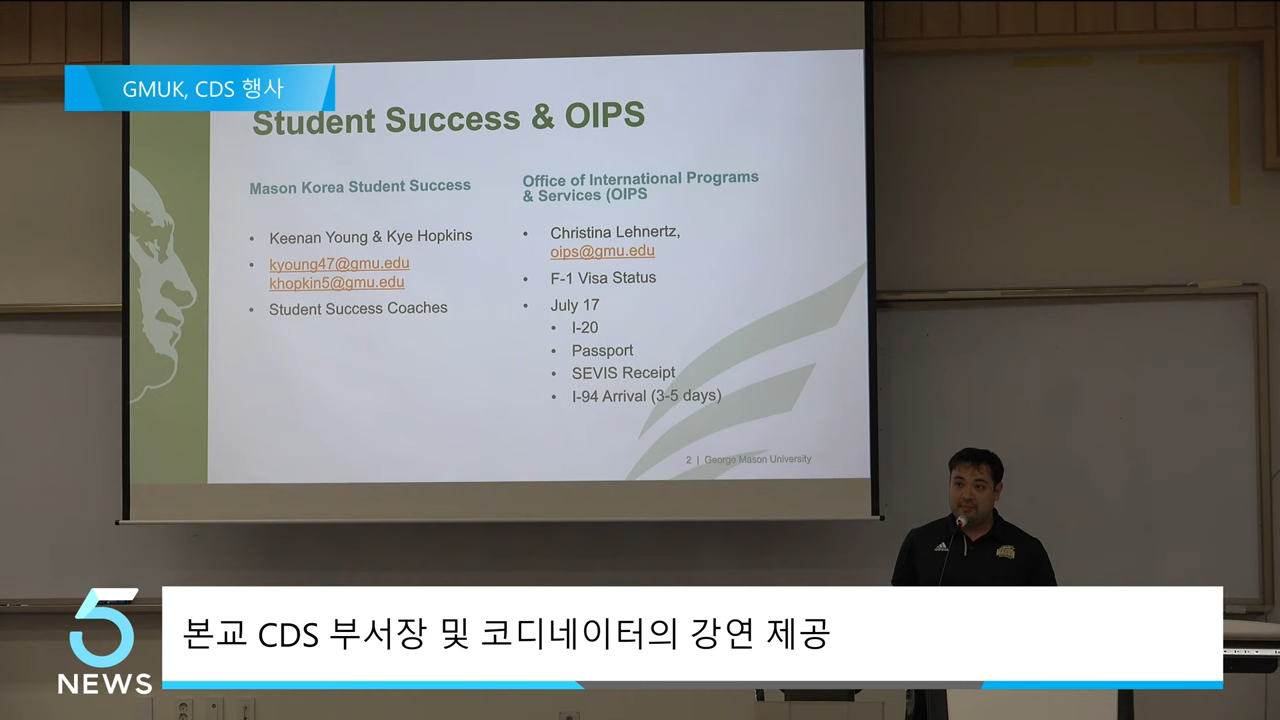 GMUK, CDS 행사
Student Success & OIPS
Mason Korea Student Success
• Keenan Young & Kye Hopkins
• kyoung47@gmu.edu
khopkin5@gmu.edu
• Student Success Coaches
Office of International Programs
& Services (OIPS
• Christina Lehnertz,
oips@gmu.edu
• F-1 Visa Status
• July 17
• I-20
• Passport
• SEVIS Receipt
• I-94 Arrival (3-5 days)
2 | George Mason University
5
NEWS
본교 CDS 부서장 및 코디네이터의 강연 제공